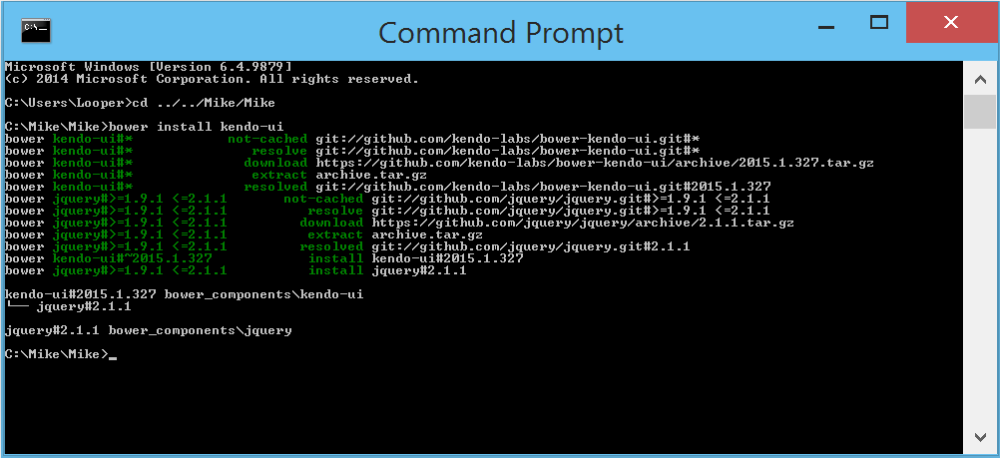 Command Prompt
Microsoft Windows [Version 6.4.9879]
(c) 2014 Microsoft Corporation. All rights reserved.
C:\Users\Looper>cd ../../Mike/Mike
C:\Mike\Mike>bower install kendo-ui
bower kendo-ui#* not-cached git://github.com/kendo-labs/bower-kendo-ui.git#*
bower kendo-ui#* resolve git://github.com/kendo-labs/bower-kendo-ui.git#*
bower kendo-ui#* download https://github.com/kendo-labs/bower-kendo-ui/archive/2015.1.327.tar.gz
bower kendo-ui#* extract archive.tar.gz
bower kendo-ui#* resolved git://github.com/kendo-labs/bower-kendo-ui.git#2015.1.327
bower jquery#>=1.9.1 <=2.1.1 not-cached git://github.com/jquery/jquery.git#>=1.9.1 <=2.1.1
bower jquery#>=1.9.1 <=2.1.1 resolve git://github.com/jquery/jquery.git#>=1.9.1 <=2.1.1
bower jquery#>=1.9.1 <=2.1.1 download https://github.com/jquery/jquery/archive/2.1.1.tar.gz
bower jquery#>=1.9.1 <=2.1.1 extract archive.tar.gz
bower jquery#>=1.9.1 <=2.1.1 resolved git://github.com/jquery/jquery.git#2.1.1
bower kendo-ui#~2015.1.327 install kendo-ui#2015.1.327
bower jquery#>=1.9.1 <=2.1.1 install jquery#2.1.1
kendo-ui#2015.1.327 bower_components\kendo-ui
└── jquery#2.1.1
jquery#2.1.1 bower_components\jquery
C:\Mike\Mike>_